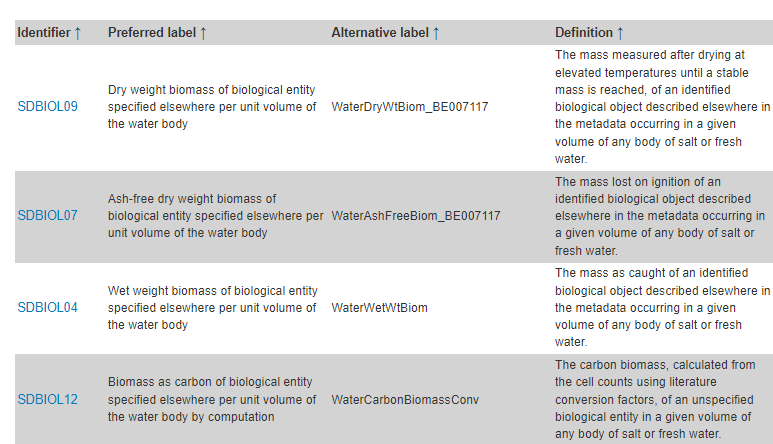 Identifier ↑ Preferred label ↑ Alternative label ↑ Definition ↑
SDBIOL09
Dry weight biomass of biological entity
specified elsewhere per unit volume of
the water body
WaterDryWtBiom_BE007117
The mass measured after drying at
elevated temperatures until a stable
mass is reached, of an identified
biological object described elsewhere in
the metadata occurring in a given
volume of any body of salt or fresh
water.
SDBIOL07
Ash-free dry weight biomass of
biological entity specified elsewhere per
unit volume of the water body
WaterAshFreeBiom_BE007117
The mass lost on ignition of an
identified biological object described
elsewhere in the metadata occurring in
a given volume of any body of salt or
fresh water.
SDBIOL04
Wet weight biomass of biological entity
specified elsewhere per unit volume of
the water body
WaterWetWtBiom
The mass as caught of an identified
biological object described elsewhere in
the metadata occurring in a given
volume of any body of salt or fresh
water.
SDBIOL12
Biomass as carbon of biological entity
specified elsewhere per unit volume of
the water body by computation
WaterCarbonBiomassConv
The carbon biomass, calculated from
the cell counts using literature
conversion factors, of an unspecified
biological entity in a given volume of
any body of salt or fresh water.